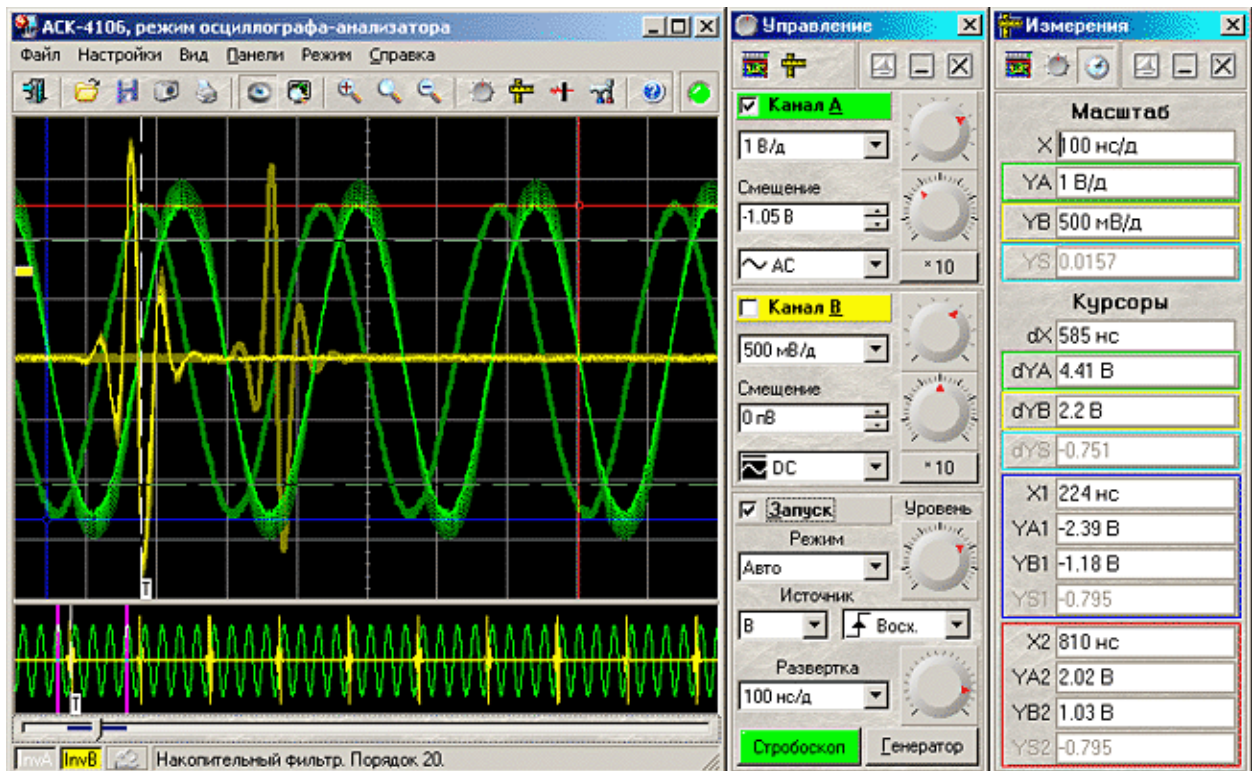 АСК-4106, режим осциллографа-анализатора
Файл Настройки Вид Панели Режим Справка
T
T
InvA InvB Накопительный фильтр. Порядок 20.
Управление
Канал A
1 В/д
Смещение
-1.05 В
AC × 10
Канал B
500 мВ/д
Смещение
0 пВ
DC × 10
Запуск Уровень
Режим
Авто
Источник
B Восх.
Развертка
100 нс/д
Стробоскоп Генератор
Измерения
Масштаб
X 100 нс/д
YA 1 В/д
YB 500 мВ/д
YS 0.0157
Курсоры
dX 585 нс
dYA 4.41 В
dYB 2.2 В
dYS -0.751
X1 224 нс
YA1 -2.39 В
YB1 -1.18 В
YS1 -0.795
X2 810 нс
YA2 2.02 В
YB2 1.03 В
YS2 -0.795